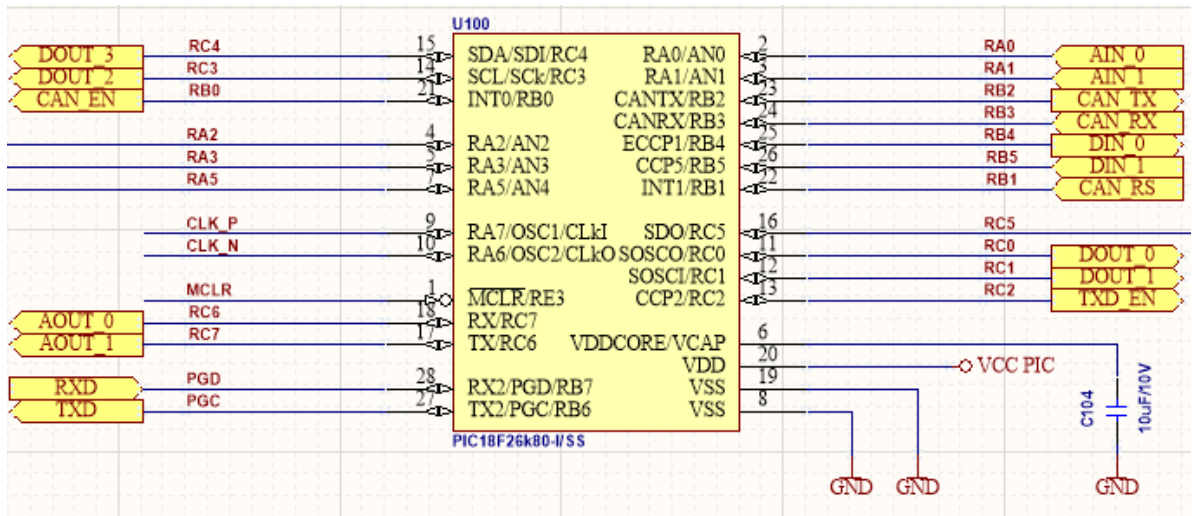 U100
DOUT_3 RC4 15 SDA/SDI/RC4 RA0/AN0 2 RA0 AIN_0
DOUT_2 RC3 14 SCL/SCk/RC3 RA1/AN1 3 RA1 AIN_1
CAN_EN RB0 21 INT0/RB0 CANTX/RB2 23 RB2 CAN_TX
CANRX/RB3 24 RB3 CAN_RX
RA2 4 RA2/AN2 ECCP1/RB4 25 RB4 DIN_0
RA3 5 RA3/AN3 CCP5/RB5 26 RB5 DIN_1
RA5 7 RA5/AN4 INT1/RB1 22 RB1 CAN_RS
CLK_P 9 RA7/OSC1/CLkI SDO/RC5 16 RC5
CLK_N 10 RA6/OSC2/CLkO SOSCO/RC0 11 RC0 DOUT_0
SOSCI/RC1 12 RC1 DOUT_1
MCLR 1 MCLR/RE3 CCP2/RC2 13 RC2 TXD_EN
AOUT_0 RC6 18 RX/RC7
AOUT_1 RC7 17 TX/RC6 VDDCORE/VCAP 6
VDD 20 VCC PIC
RXD PGD 28 RX2/PGD/RB7 VSS 19
TXD PGC 27 TX2/PGC/RB6 VSS 8
C104 10uF/10V
PIC18F26k80-I/SS
GND GND GND